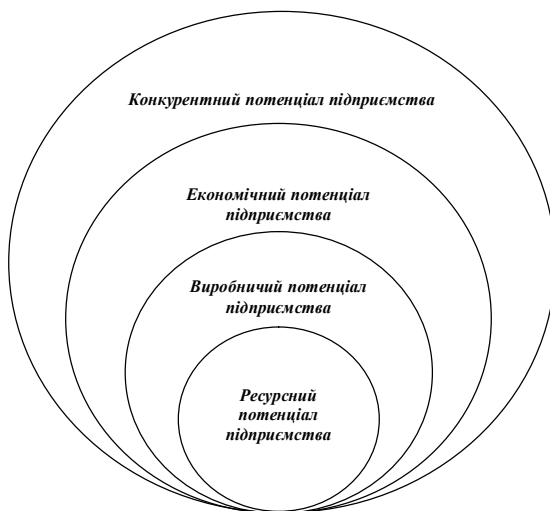 Конкурентний потенціал підприємства
Економічний потенціал
підприємства
Виробничий потенціал
підприємства
Ресурсний
потенціал
підприємства